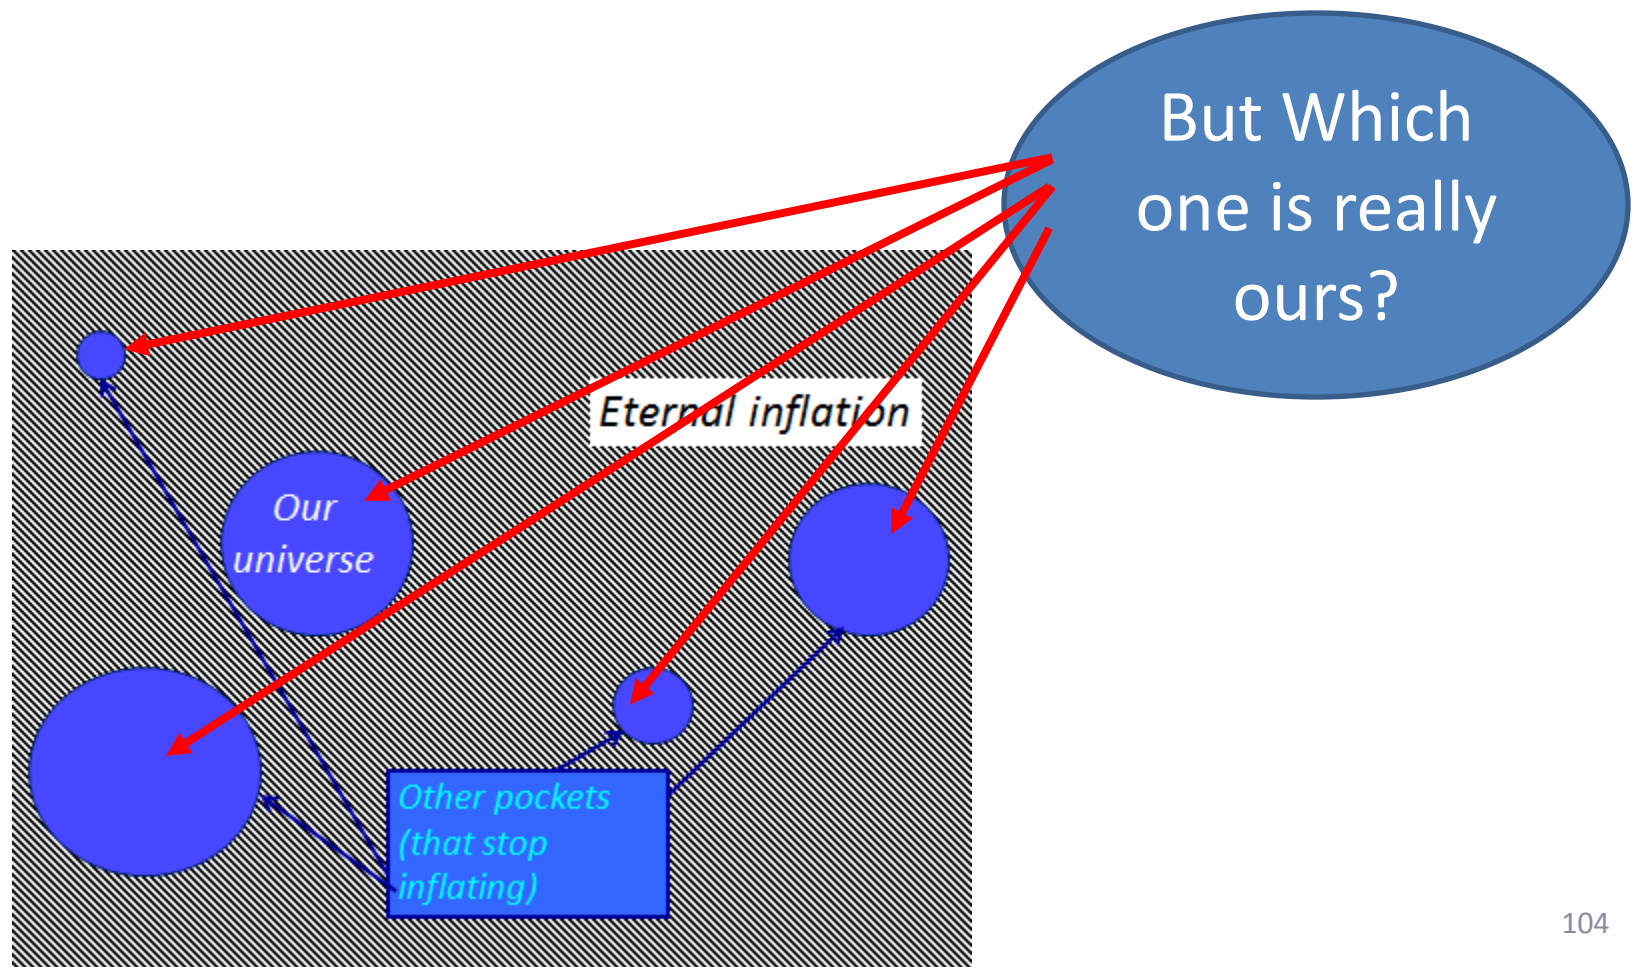 But Which
one is really
ours?
Eternal inflation
Our
universe
Other pockets
(that stop
inflating)
104